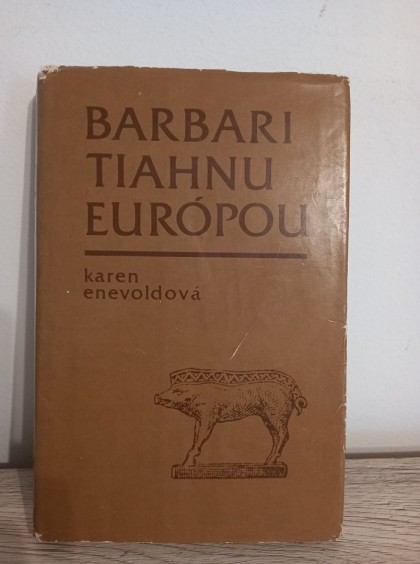 BARBARI
TIAHNU
EURÓPOU
karen
enevoldová